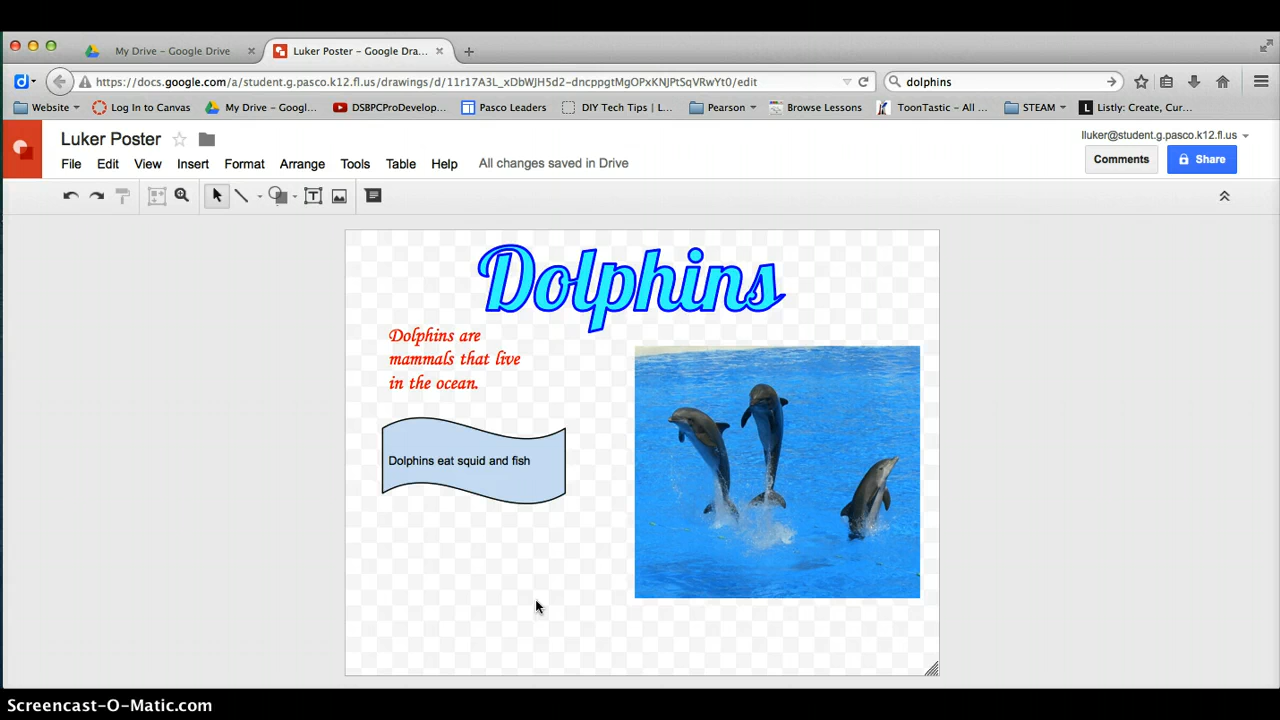 My Drive – Google Drive
Luker Poster – Google Dra...
https://docs.google.com/a/student.g.pasco.k12.fl.us/drawings/d/11r17A3L_xDbWJH5d2-dncppgtMgOPxKNJPtSqVRwYt0/edit
dolphins
Website
Log In to Canvas
My Drive – Googl...
DSBPCProDevelop...
Pasco Leaders
DIY Tech Tips | L...
Pearson
Browse Lessons
ToonTastic – All ...
STEAM
Listly: Create, Cur...
Luker Poster
lluker@student.g.pasco.k12.fl.us
File Edit View Insert Format Arrange Tools Table Help All changes saved in Drive
Comments
Share
Dolphins
Dolphins are
mammals that live
in the ocean.
Dolphins eat squid and fish
Screencast-O-Matic.com